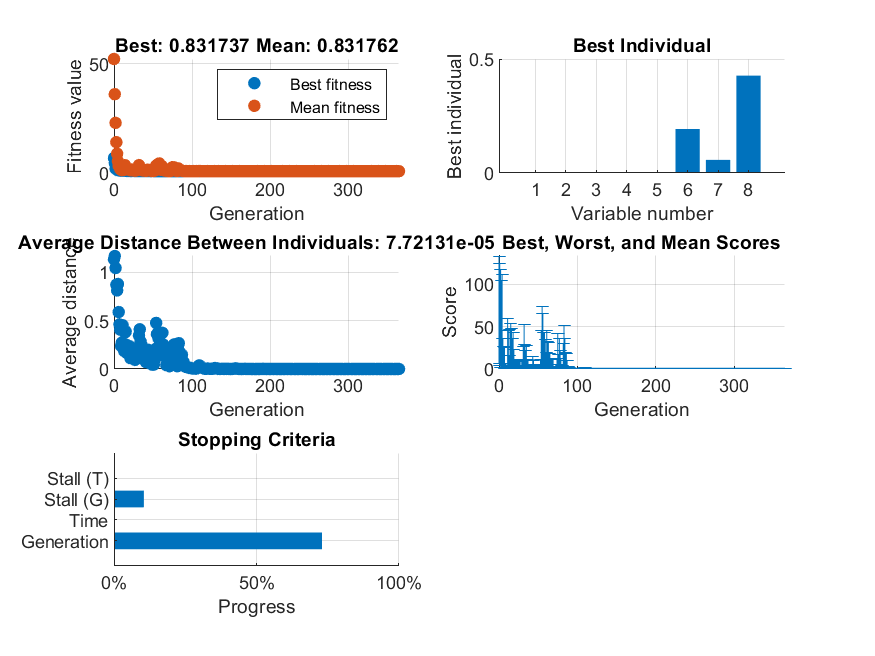 Best: 0.831737 Mean: 0.831762
Fitness value
50
0
0
100
200
300
Generation
Best fitness
Mean fitness
Best Individual
Best individual
0.5
0
1 2 3 4 5 6 7 8
Variable number
Average Distance Between Individuals: 7.72131e-05
Average distance
1
0.5
0
0
100
200
300
Generation
Best, Worst, and Mean Scores
Score
100
50
0
0
100
200
300
Generation
Stopping Criteria
Stall (T)
Stall (G)
Time
Generation
0%
50%
100%
Progress